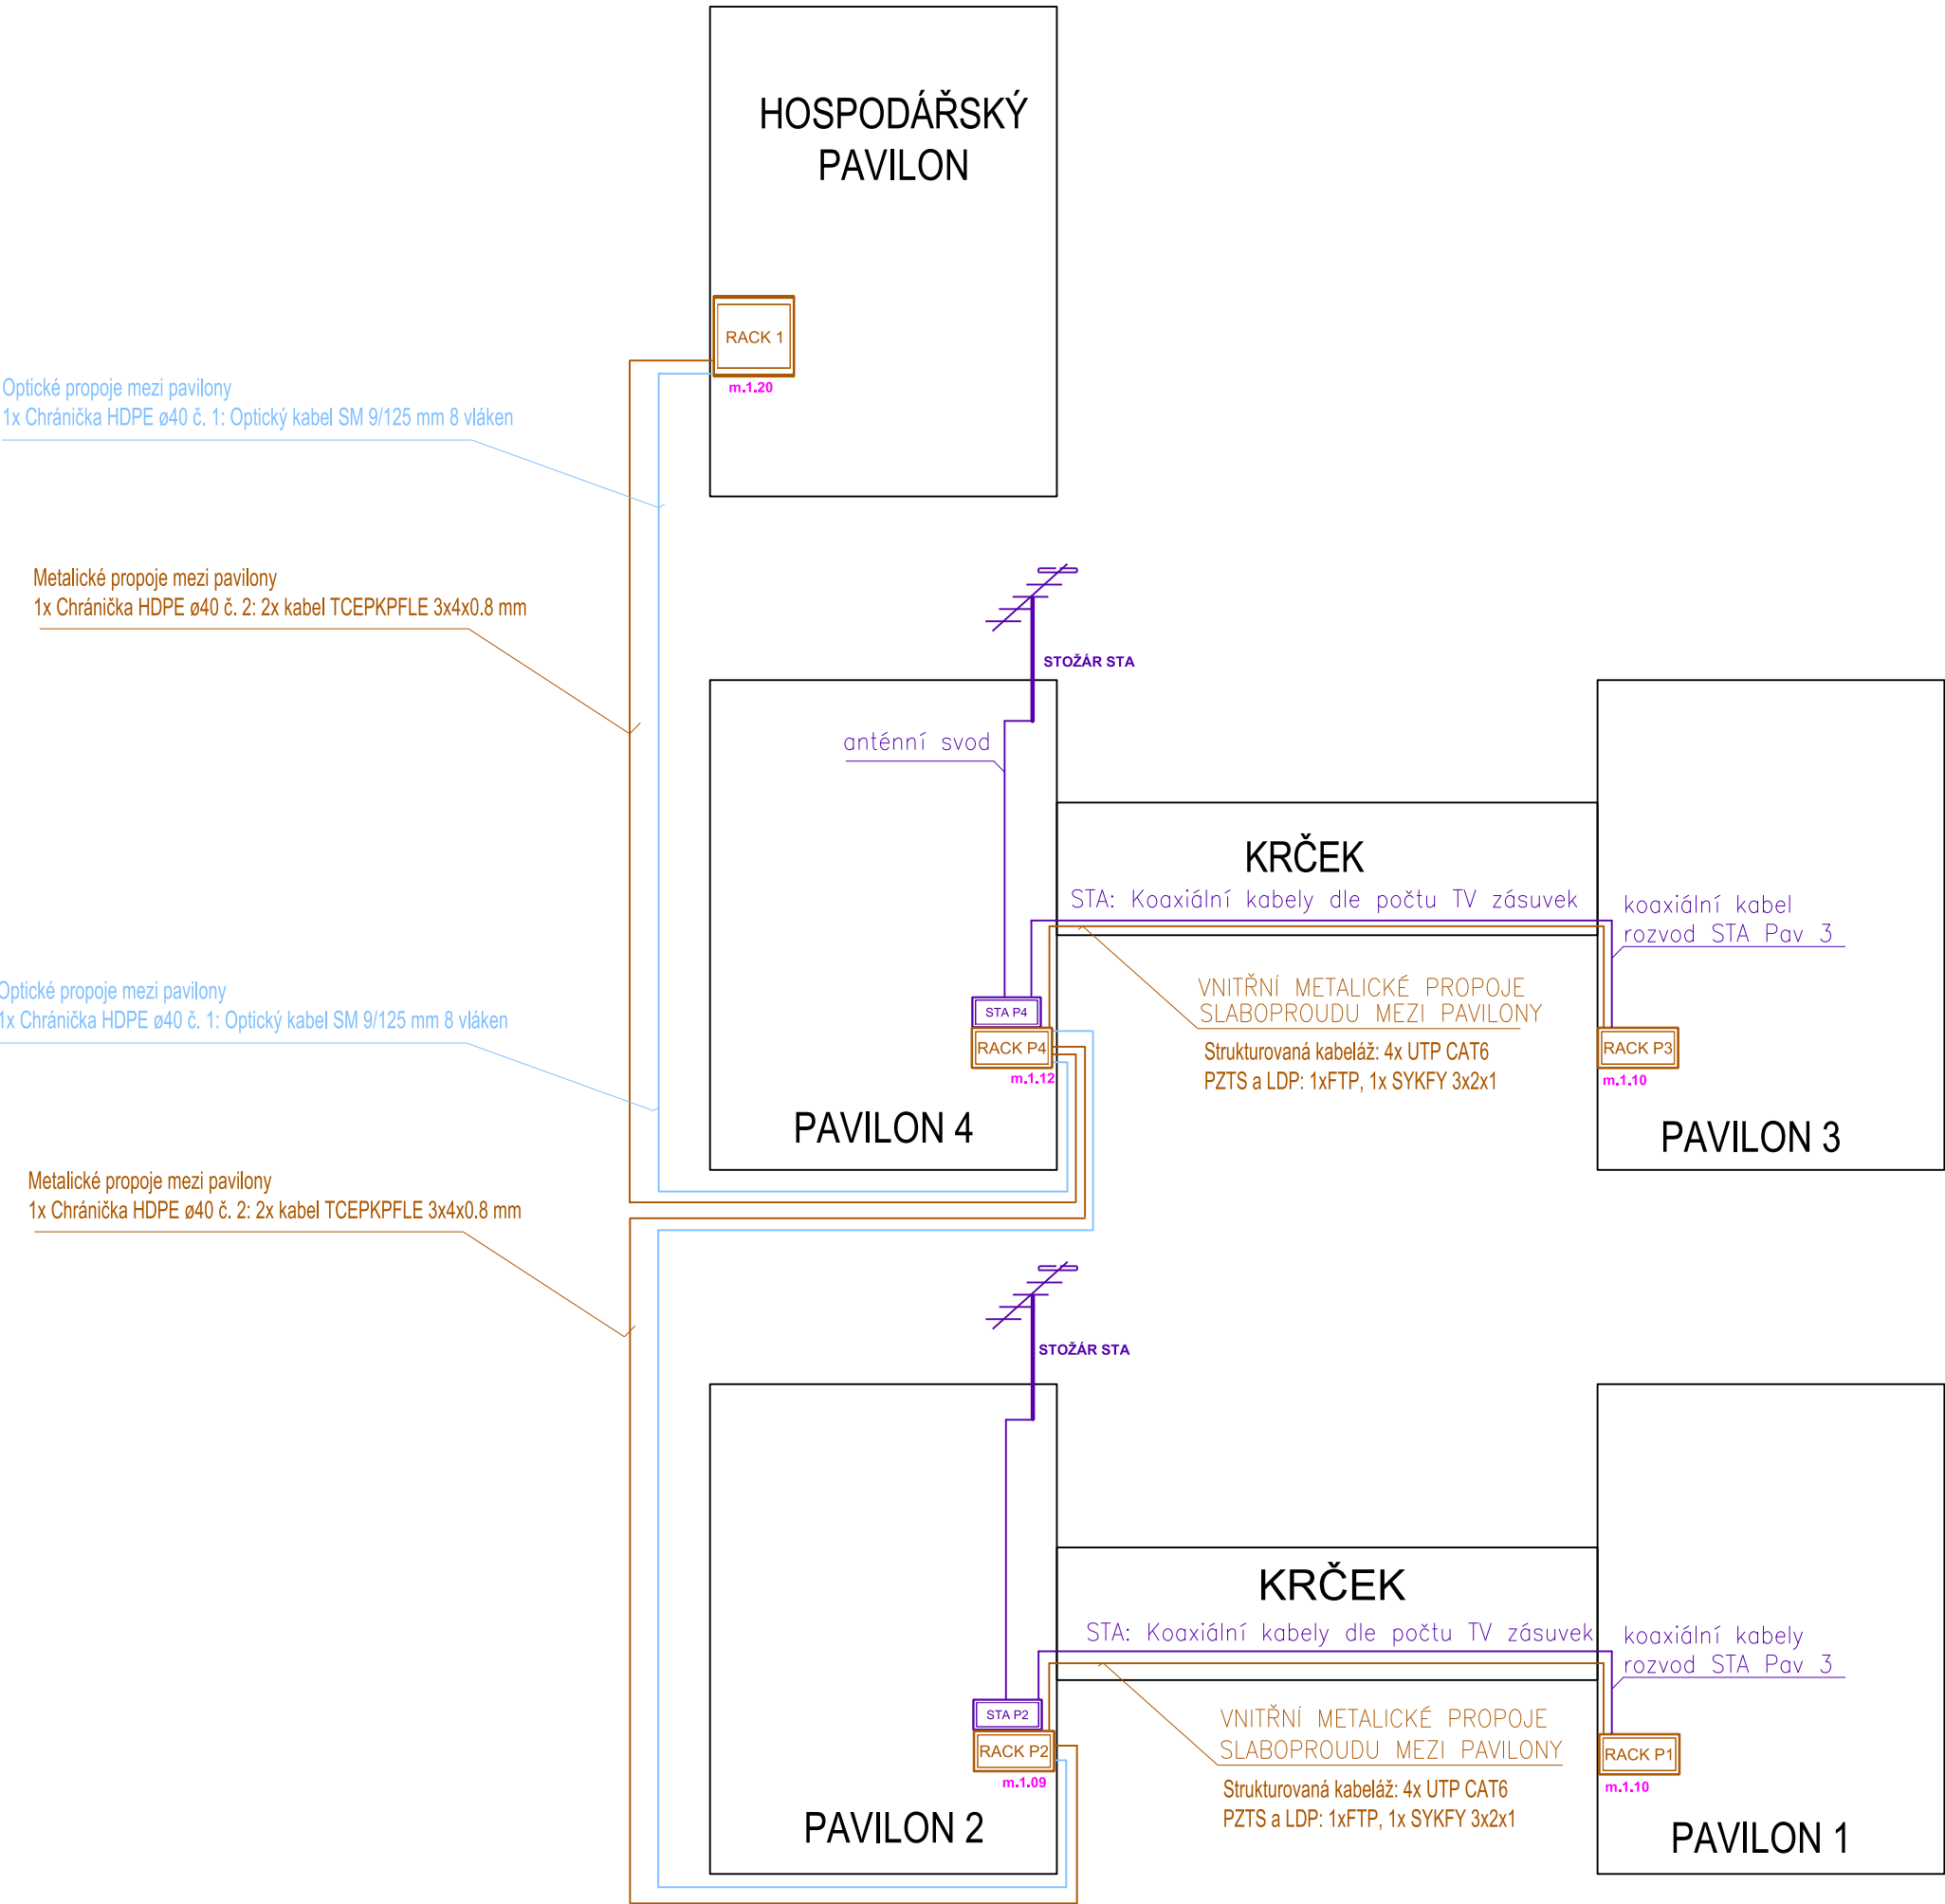 HOSPODÁŘSKÝ
PAVILON
RACK 1
m.1.20
Optické propoje mezi pavilony
1x Chránička HDPE ø40 č. 1: Optický kabel SM 9/125 mm 8 vláken
Metalické propoje mezi pavilony
1x Chránička HDPE ø40 č. 2: 2x kabel TCEPKPFLE 3x4x0.8 mm
STOŽÁR STA
anténní svod
KRČEK
STA: Koaxiální kabely dle počtu TV zásuvek
koaxiální kabel
rozvod STA Pav 3
VNITŘNÍ METALICKÉ PROPOJE
SLABOPROUDU MEZI PAVILONY
Strukturovaná kabeláž: 4x UTP CAT6
PZTS a LDP: 1xFTP, 1x SYKFY 3x2x1
STA P4
RACK P4
m.1.12
RACK P3
m.1.10
PAVILON 4
PAVILON 3
Optické propoje mezi pavilony
1x Chránička HDPE ø40 č. 1: Optický kabel SM 9/125 mm 8 vláken
Metalické propoje mezi pavilony
1x Chránička HDPE ø40 č. 2: 2x kabel TCEPKPFLE 3x4x0.8 mm
STOŽÁR STA
KRČEK
STA: Koaxiální kabely dle počtu TV zásuvek
koaxiální kabely
rozvod STA Pav 3
VNITŘNÍ METALICKÉ PROPOJE
SLABOPROUDU MEZI PAVILONY
Strukturovaná kabeláž: 4x UTP CAT6
PZTS a LDP: 1xFTP, 1x SYKFY 3x2x1
STA P2
RACK P2
m.1.09
RACK P1
m.1.10
PAVILON 2
PAVILON 1